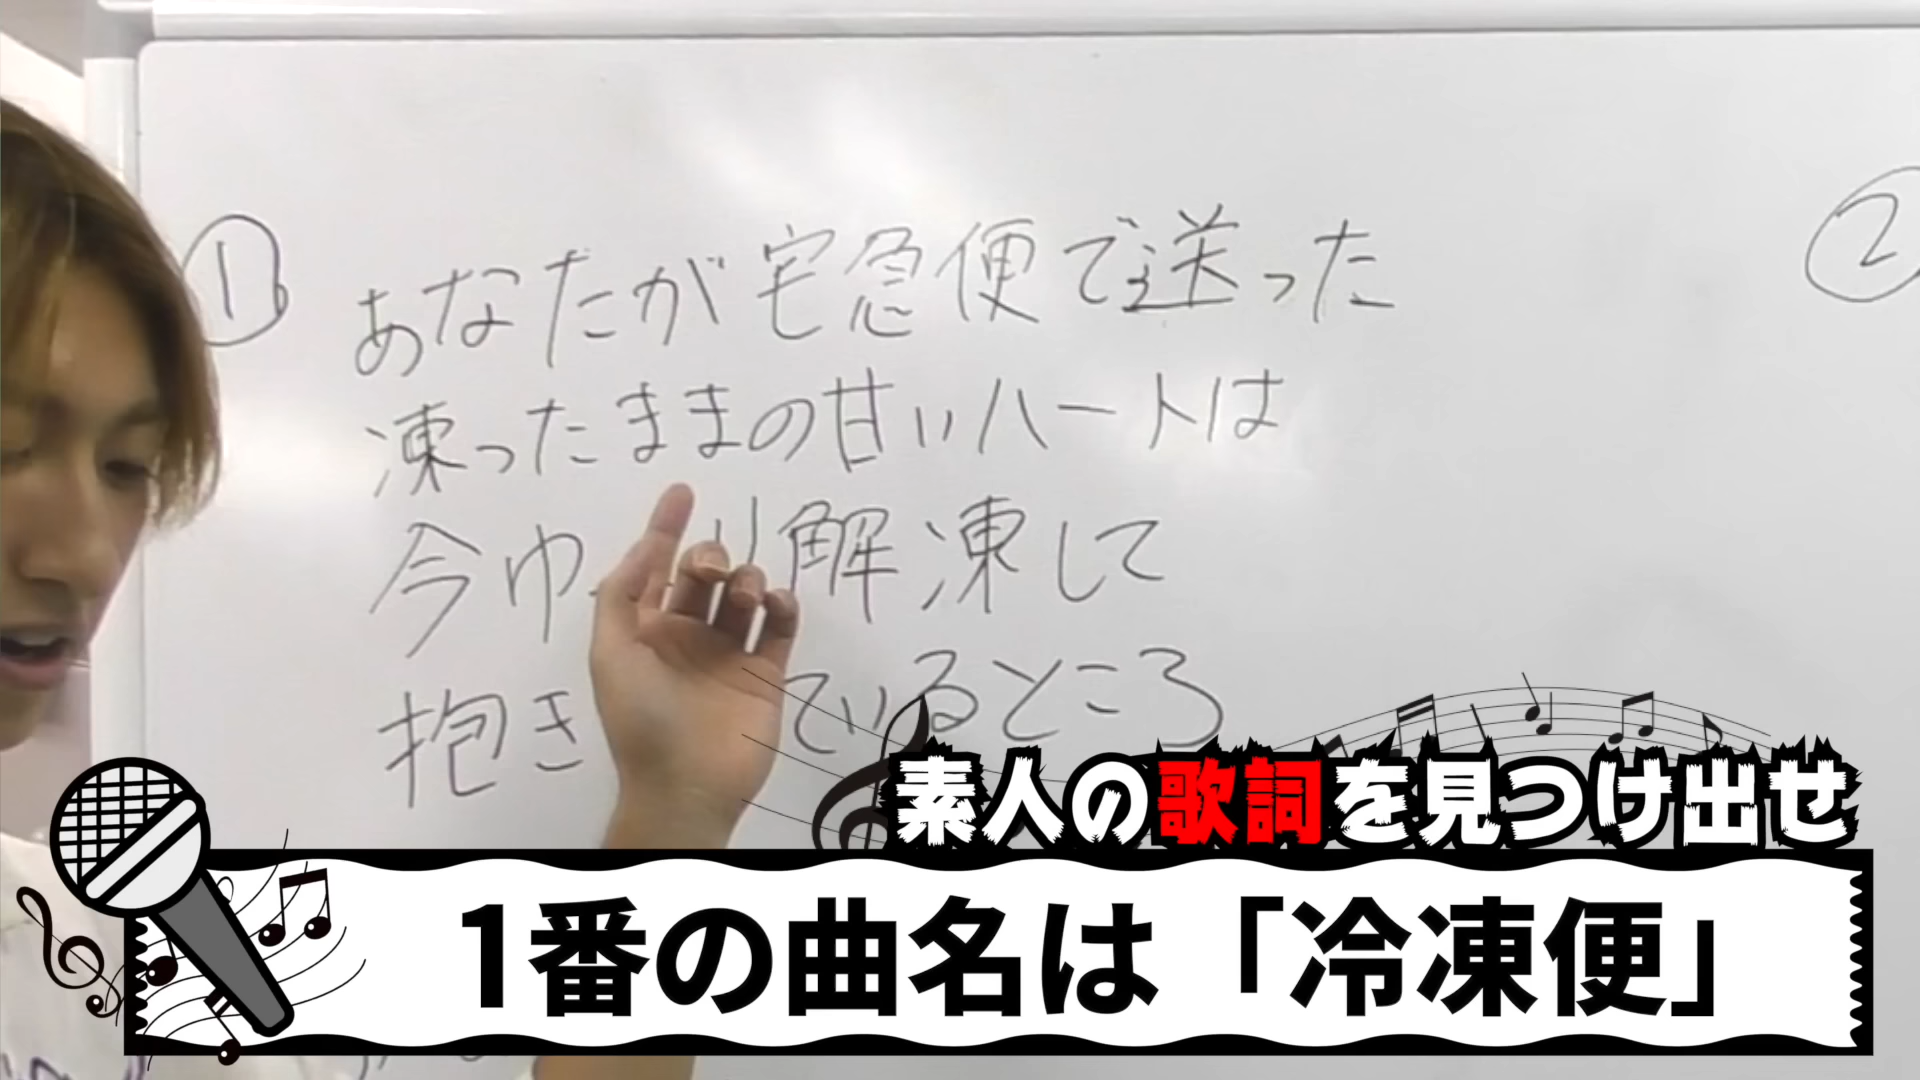 ①
あなたが宅急便で送った
凍ったままの甘いハートは
今ゆ り解凍して
抱き ているところ
②
素人の歌詞を見つけ出せ
1番の曲名は「冷凍便」